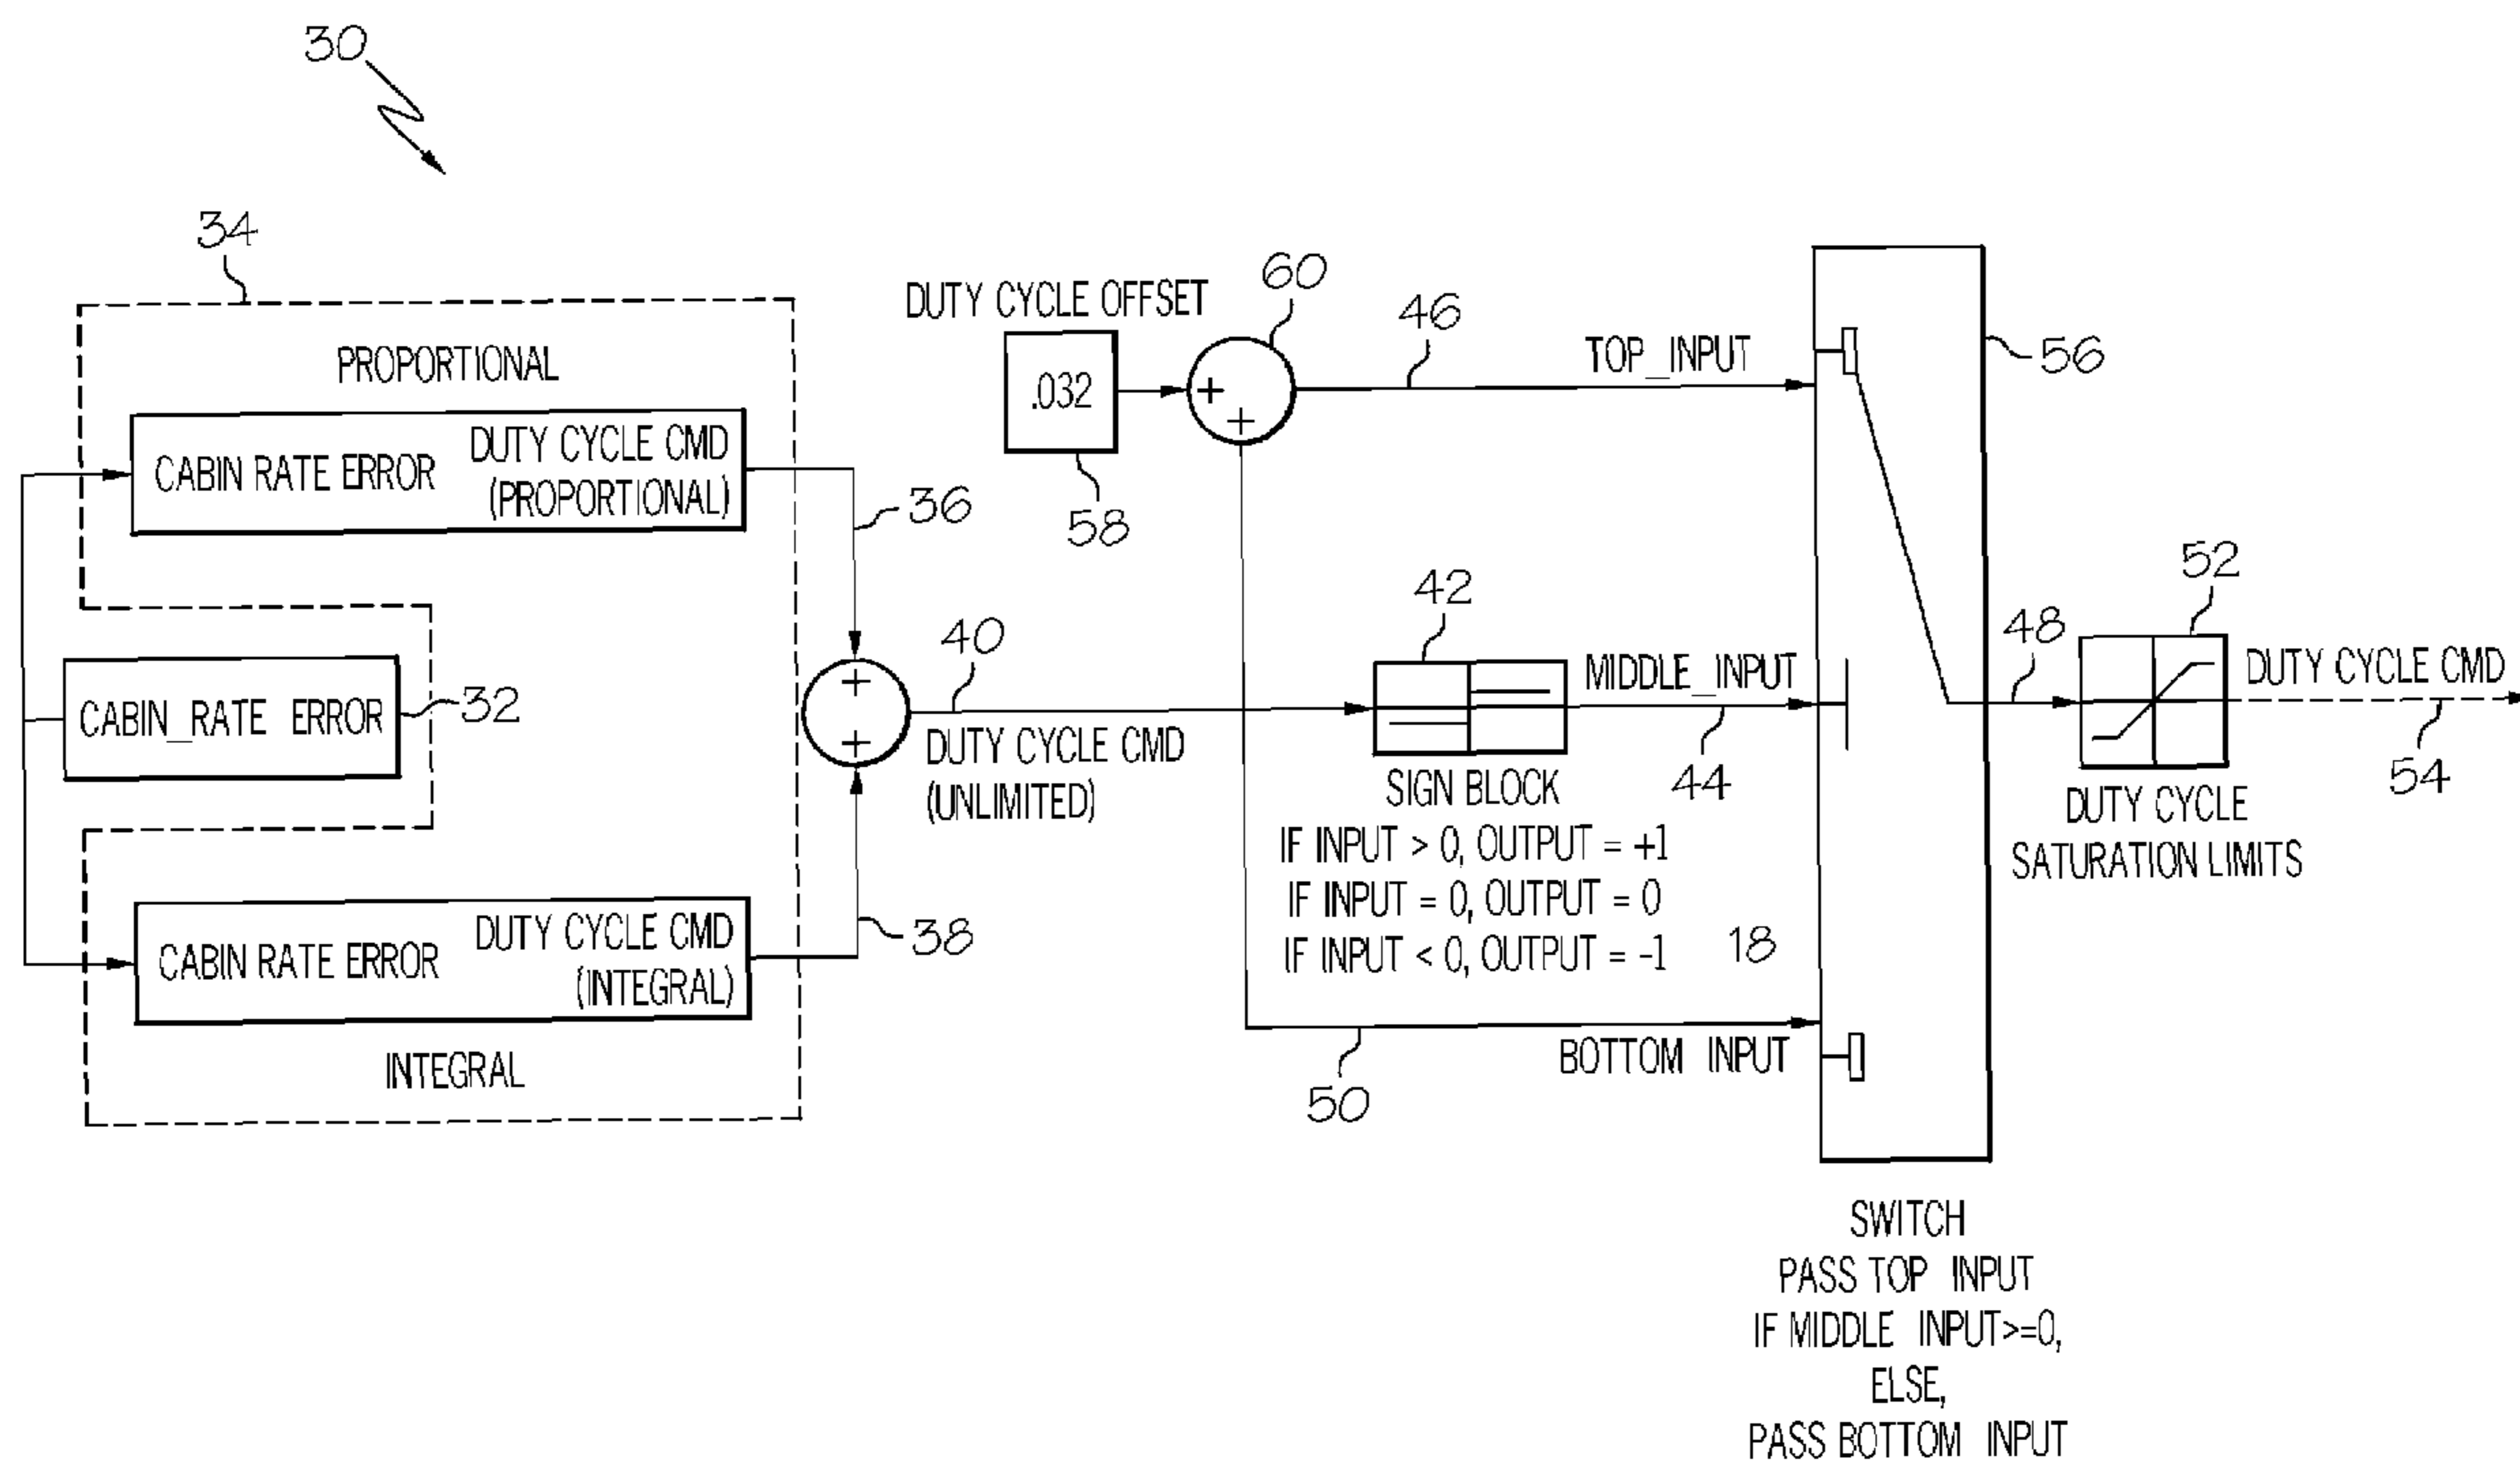 30
34
PROPORTIONAL
CABIN RATE ERROR
DUTY CYCLE CMD
(PROPORTIONAL)
36
CABIN_RATE ERROR
32
CABIN RATE ERROR
DUTY CYCLE CMD
(INTEGRAL)
38
INTEGRAL
+
+
40
DUTY CYCLE CMD
(UNLIMITED)
DUTY CYCLE OFFSET
.032
58
60
+
+
46
TOP_INPUT
42
MIDDLE_INPUT
44
SIGN BLOCK
IF INPUT > 0, OUTPUT = +1
IF INPUT = 0, OUTPUT = 0
IF INPUT < 0, OUTPUT = -1
18
50
BOTTOM INPUT
56
48
52
DUTY CYCLE CMD
54
DUTY CYCLE
SATURATION LIMITS
SWITCH
PASS TOP INPUT
IF MIDDLE INPUT>=0,
ELSE,
PASS BOTTOM INPUT